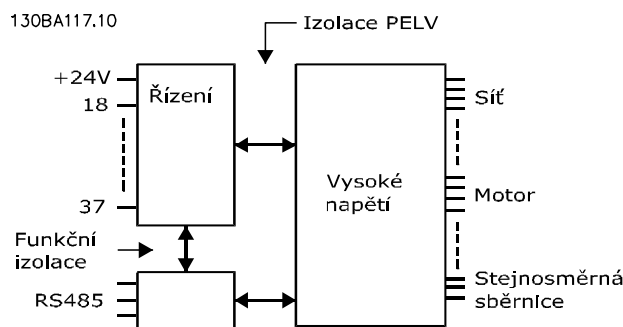 130BA117.10
Izolace PELV
+24V
18
37
Řízení
Vysoké
napětí
Síť
Motor
Stejnosměrná
sběrnice
Funkční
izolace
RS485